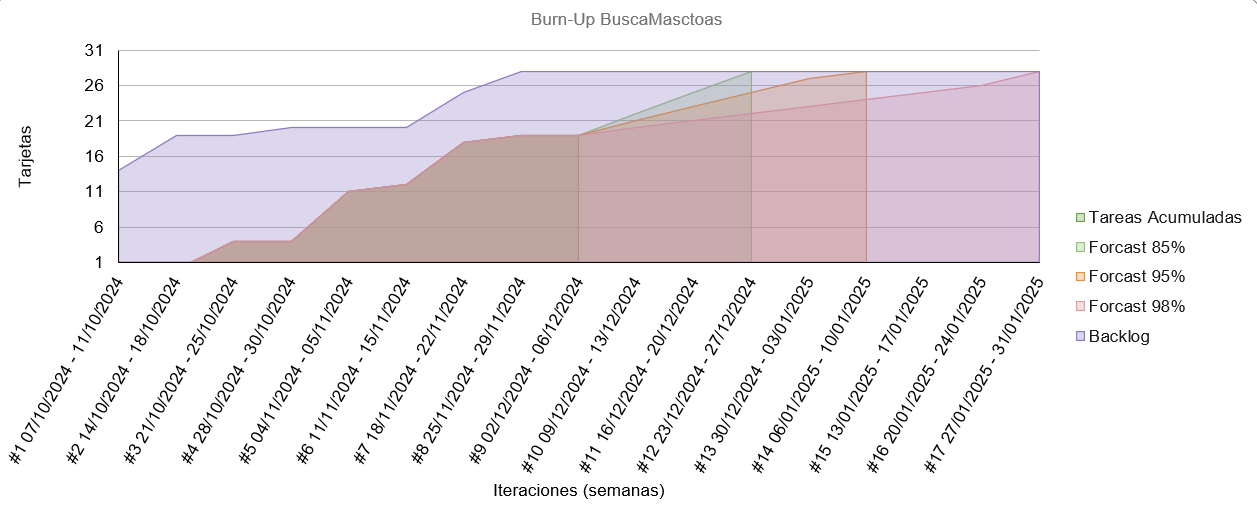 Burn-Up BuscaMasctoas
31
26
21
16
11
6
1
Tarjetas
#1 07/10/2024 - 11/10/2024
#2 14/10/2024 - 18/10/2024
#3 21/10/2024 - 25/10/2024
#4 28/10/2024 - 30/10/2024
#5 04/11/2024 - 05/11/2024
#6 11/11/2024 - 15/11/2024
#7 18/11/2024 - 22/11/2024
#8 25/11/2024 - 29/11/2024
#9 02/12/2024 - 06/12/2024
#10 09/12/2024 - 13/12/2024
#11 16/12/2024 - 20/12/2024
#12 23/12/2024 - 27/12/2024
#13 30/12/2024 - 03/01/2025
#14 06/01/2025 - 10/01/2025
#15 13/01/2025 - 17/01/2025
#16 20/01/2025 - 24/01/2025
#17 27/01/2025 - 31/01/2025
Iteraciones (semanas)
Tareas Acumuladas
Forcast 85%
Forcast 95%
Forcast 98%
Backlog